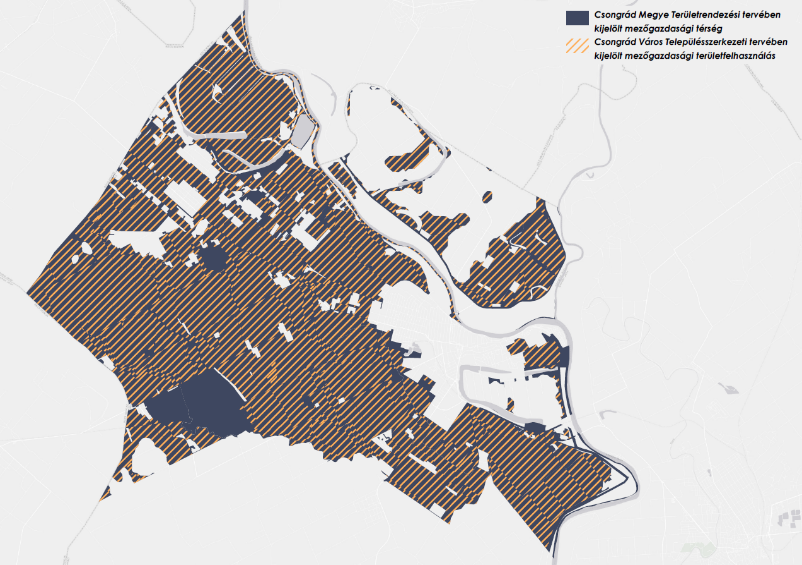 Csongrád Megye Területrendezési tervében
kijelölt mezőgazdasági térség
Csongrád Város Településszerkezeti tervében
kijelölt mezőgazdasági területfelhasználás